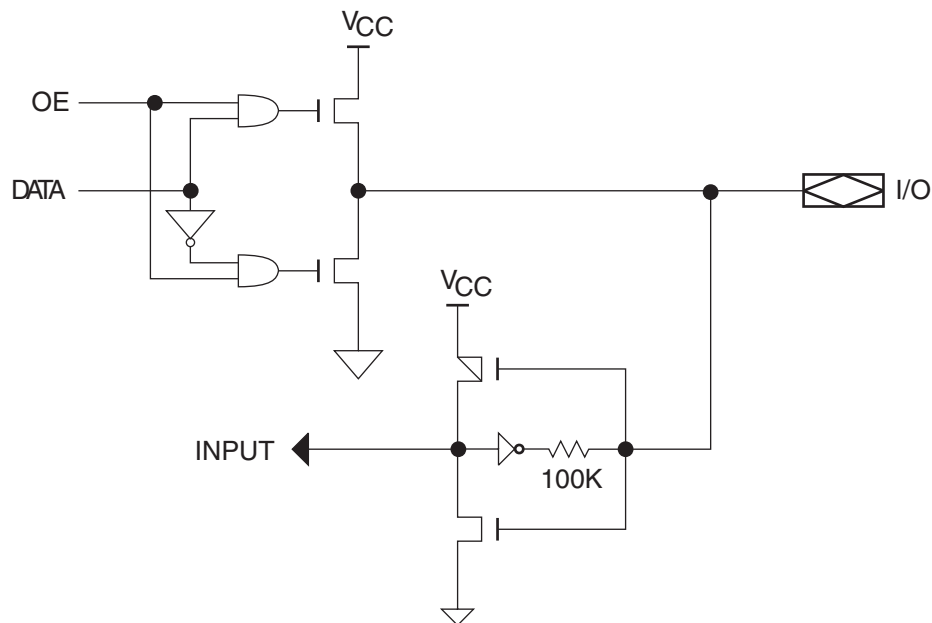 VCC
OE
DATA
I/O
VCC
INPUT
100K